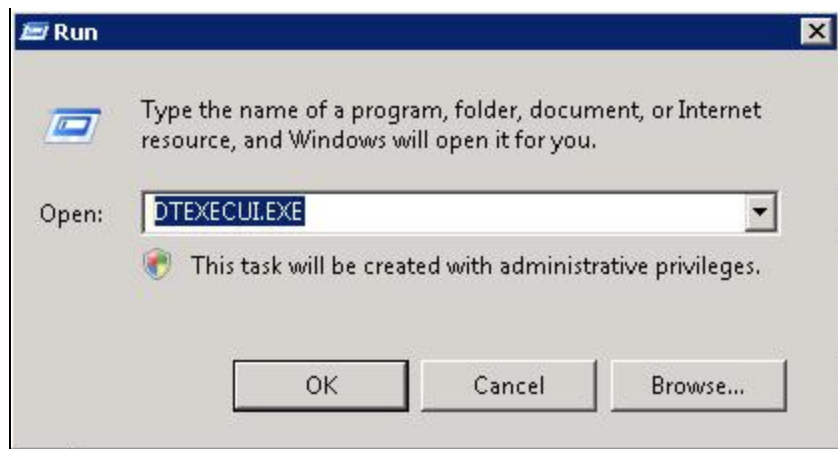 Run
Type the name of a program, folder, document, or Internet
resource, and Windows will open it for you.
Open: DTEXECUI.EXE
This task will be created with administrative privileges.
OK Cancel Browse...